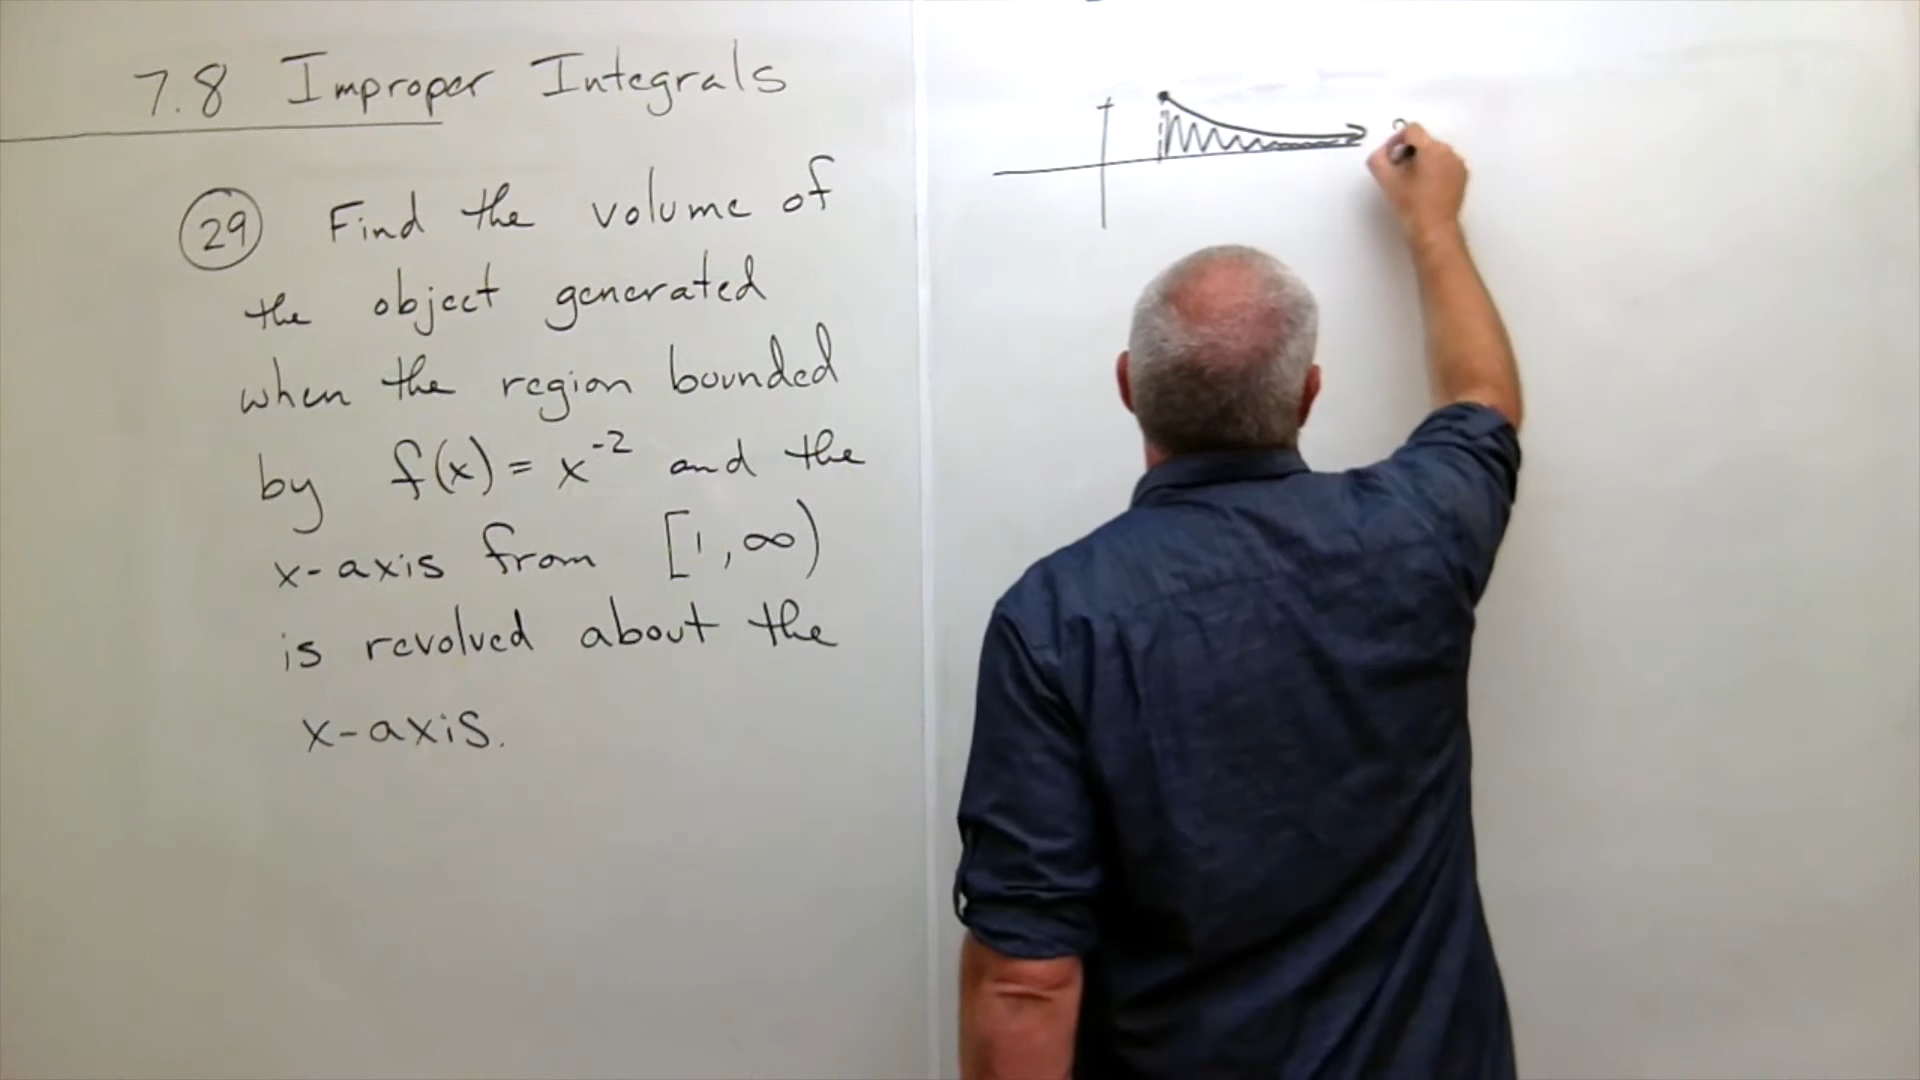 7.8 Improper Integrals
29 Find the volume of
the object generated
when the region bounded
by f(x) = x⁻² and the
x-axis from [1, ∞)
is revolved about the
x-axis.